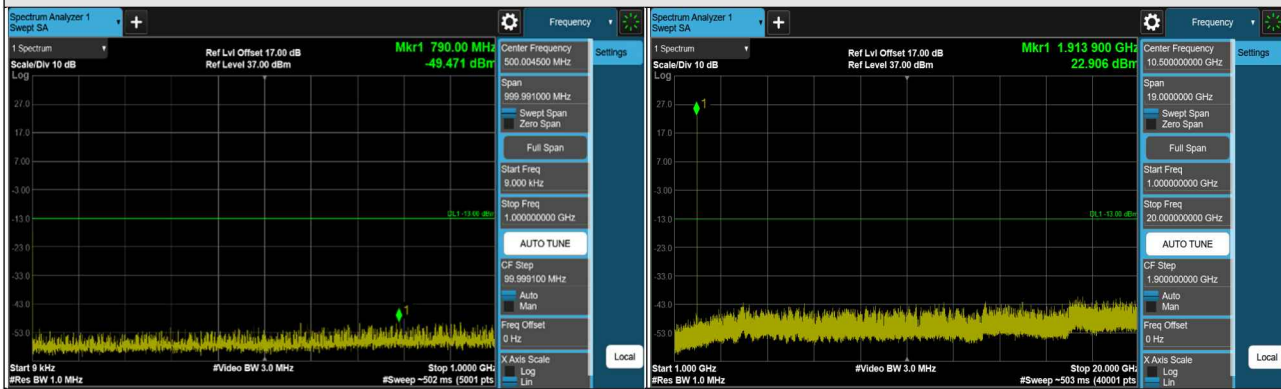 Spectrum Analyzer 1
Swept SA
+
Frequency
1 Spectrum
Scale/Div 10 dB
Log
Ref Lvl Offset 17.00 dB
Ref Level 37.00 dBm
Mkr1 790.00 MHz
-49.471 dBm
27.0
17.0
7.00
-3.00
-13.0
-23.0
-33.0
-43.0
-53.0
DL1 -13.00 dBm
1
Start 9 kHz
#Res BW 1.0 MHz
#Video BW 3.0 MHz
Stop 1.0000 GHz
#Sweep ~502 ms (5001 pts
Center Frequency
500.004500 MHz
Span
999.991000 MHz
Swept Span
Zero Span
Full Span
Start Freq
9.000 kHz
Stop Freq
1.000000000 GHz
AUTO TUNE
CF Step
99.999100 MHz
Auto
Man
Freq Offset
0 Hz
X Axis Scale
Log
Lin
Settings
Local
Spectrum Analyzer 1
Swept SA
+
Frequency
1 Spectrum
Scale/Div 10 dB
Log
Ref Lvl Offset 17.00 dB
Ref Level 37.00 dBm
Mkr1 1.913 900 GHz
22.906 dBm
27.0
17.0
7.00
-3.00
-13.0
-23.0
-33.0
-43.0
-53.0
DL1 -13.00 dBm
1
Start 1.000 GHz
#Res BW 1.0 MHz
#Video BW 3.0 MHz
Stop 20.000 GHz
#Sweep ~503 ms (40001 pts
Center Frequency
10.500000000 GHz
Span
19.0000000 GHz
Swept Span
Zero Span
Full Span
Start Freq
1.000000000 GHz
Stop Freq
20.000000000 GHz
AUTO TUNE
CF Step
1.900000000 GHz
Auto
Man
Freq Offset
0 Hz
X Axis Scale
Log
Lin
Settings
Local